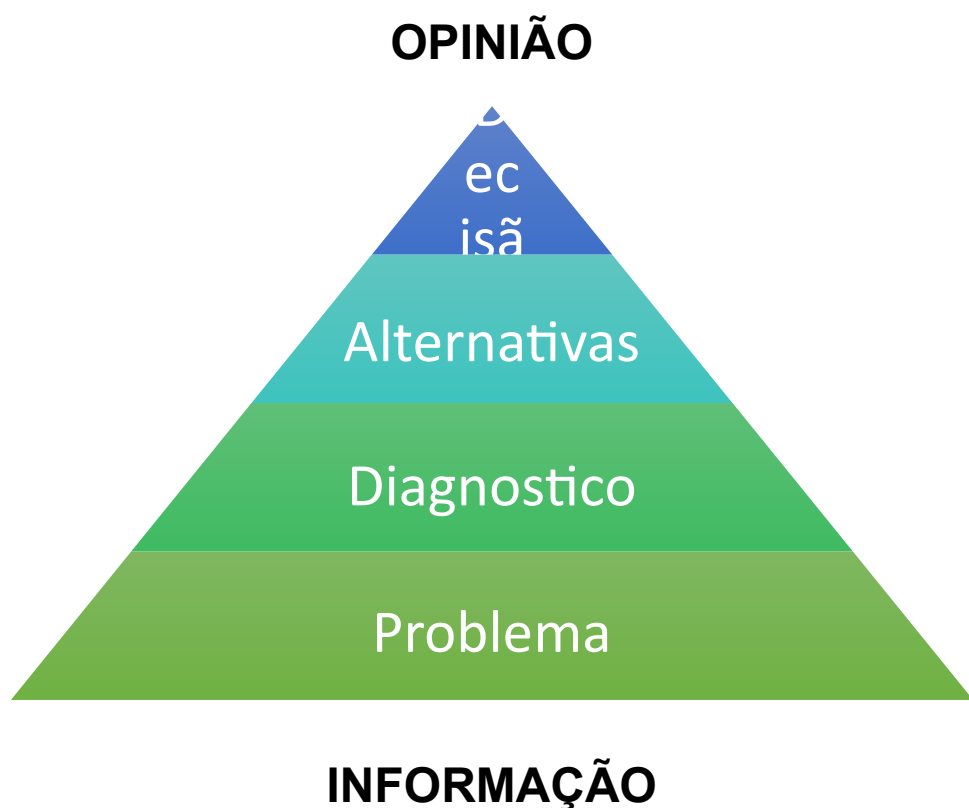 OPINIÃO
D
ec
isã
Alternativas
Diagnostico
Problema
INFORMAÇÃO